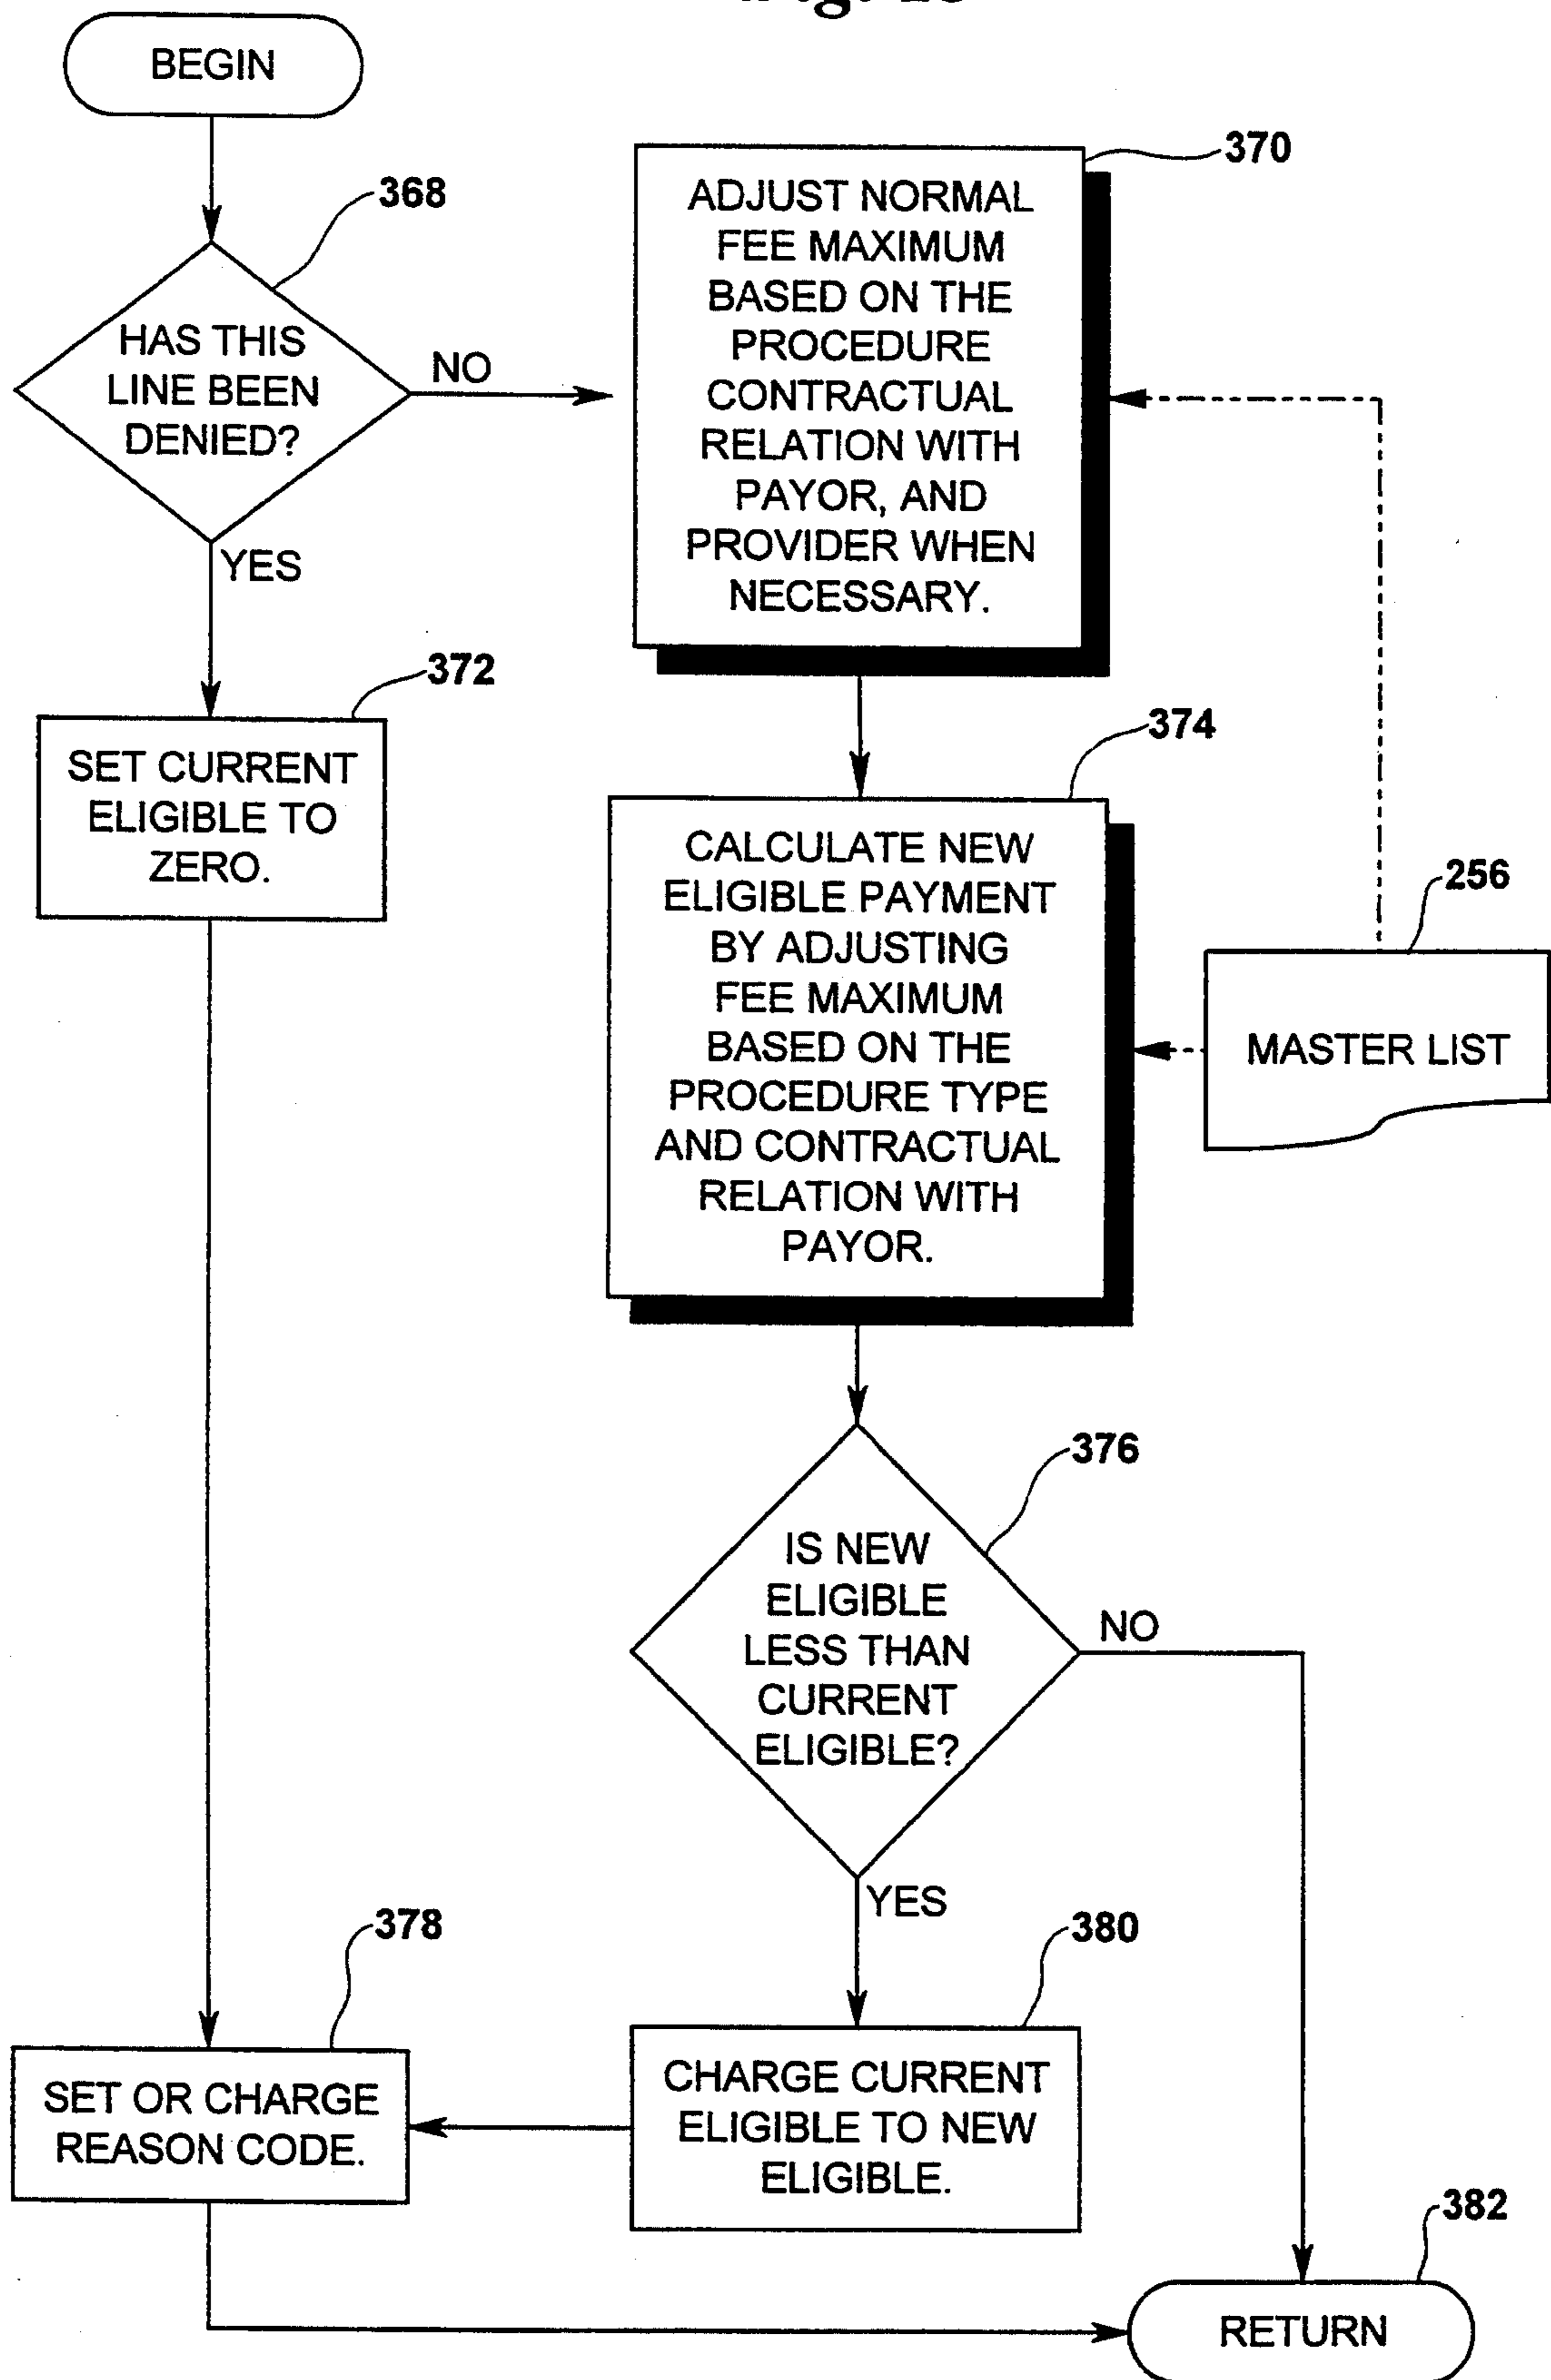 BEGIN
368
HAS THIS
LINE BEEN
DENIED?
NO
YES
370
ADJUST NORMAL
FEE MAXIMUM
BASED ON THE
PROCEDURE
CONTRACTUAL
RELATION WITH
PAYOR, AND
PROVIDER WHEN
NECESSARY.
372
SET CURRENT
ELIGIBLE TO
ZERO.
374
CALCULATE NEW
ELIGIBLE PAYMENT
BY ADJUSTING
FEE MAXIMUM
BASED ON THE
PROCEDURE TYPE
AND CONTRACTUAL
RELATION WITH
PAYOR.
256
MASTER LIST
376
IS NEW
ELIGIBLE
LESS THAN
CURRENT
ELIGIBLE?
NO
YES
378
SET OR CHARGE
REASON CODE.
380
CHARGE CURRENT
ELIGIBLE TO NEW
ELIGIBLE.
382
RETURN